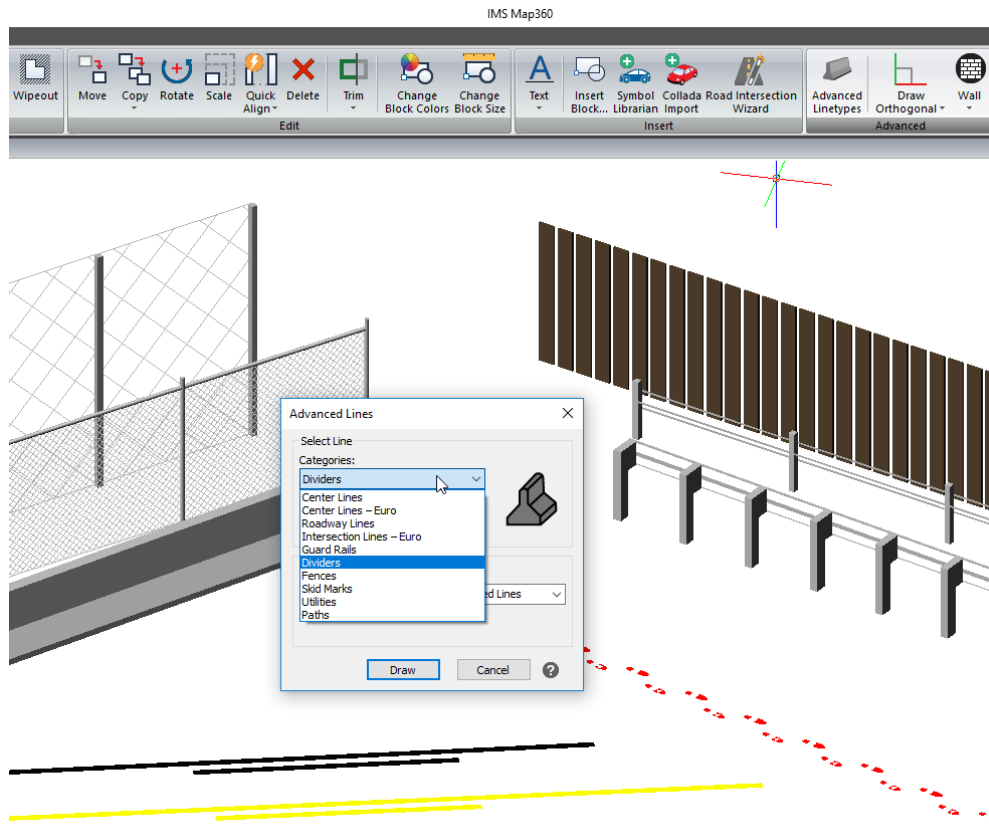 IMS Map360
Wipeout
Move
Copy
Rotate
Scale
Quick
Align
Delete
Trim
Change
Block Colors
Change
Block Size
Text
Insert
Block...
Symbol
Librarian
Collada
Import
Road Intersection
Wizard
Advanced
Linetypes
Draw
Orthogonal
Wall
Edit
Insert
Advanced
Advanced Lines
Select Line
Categories:
Dividers
Center Lines
Center Lines – Euro
Roadway Lines
Intersection Lines – Euro
Guard Rails
Dividers
Fences
Skid Marks
Utilities
Paths
ed Lines
Draw
Cancel
?